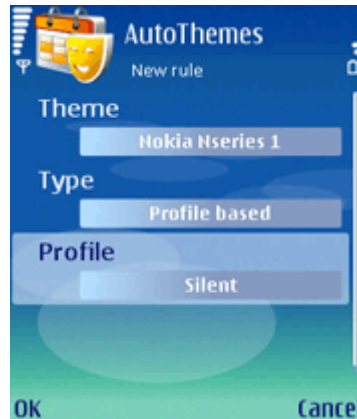 AutoThemes
New rule
Theme
Nokia Nseries 1
Type
Profile based
Profile
Silent
OK
Cance